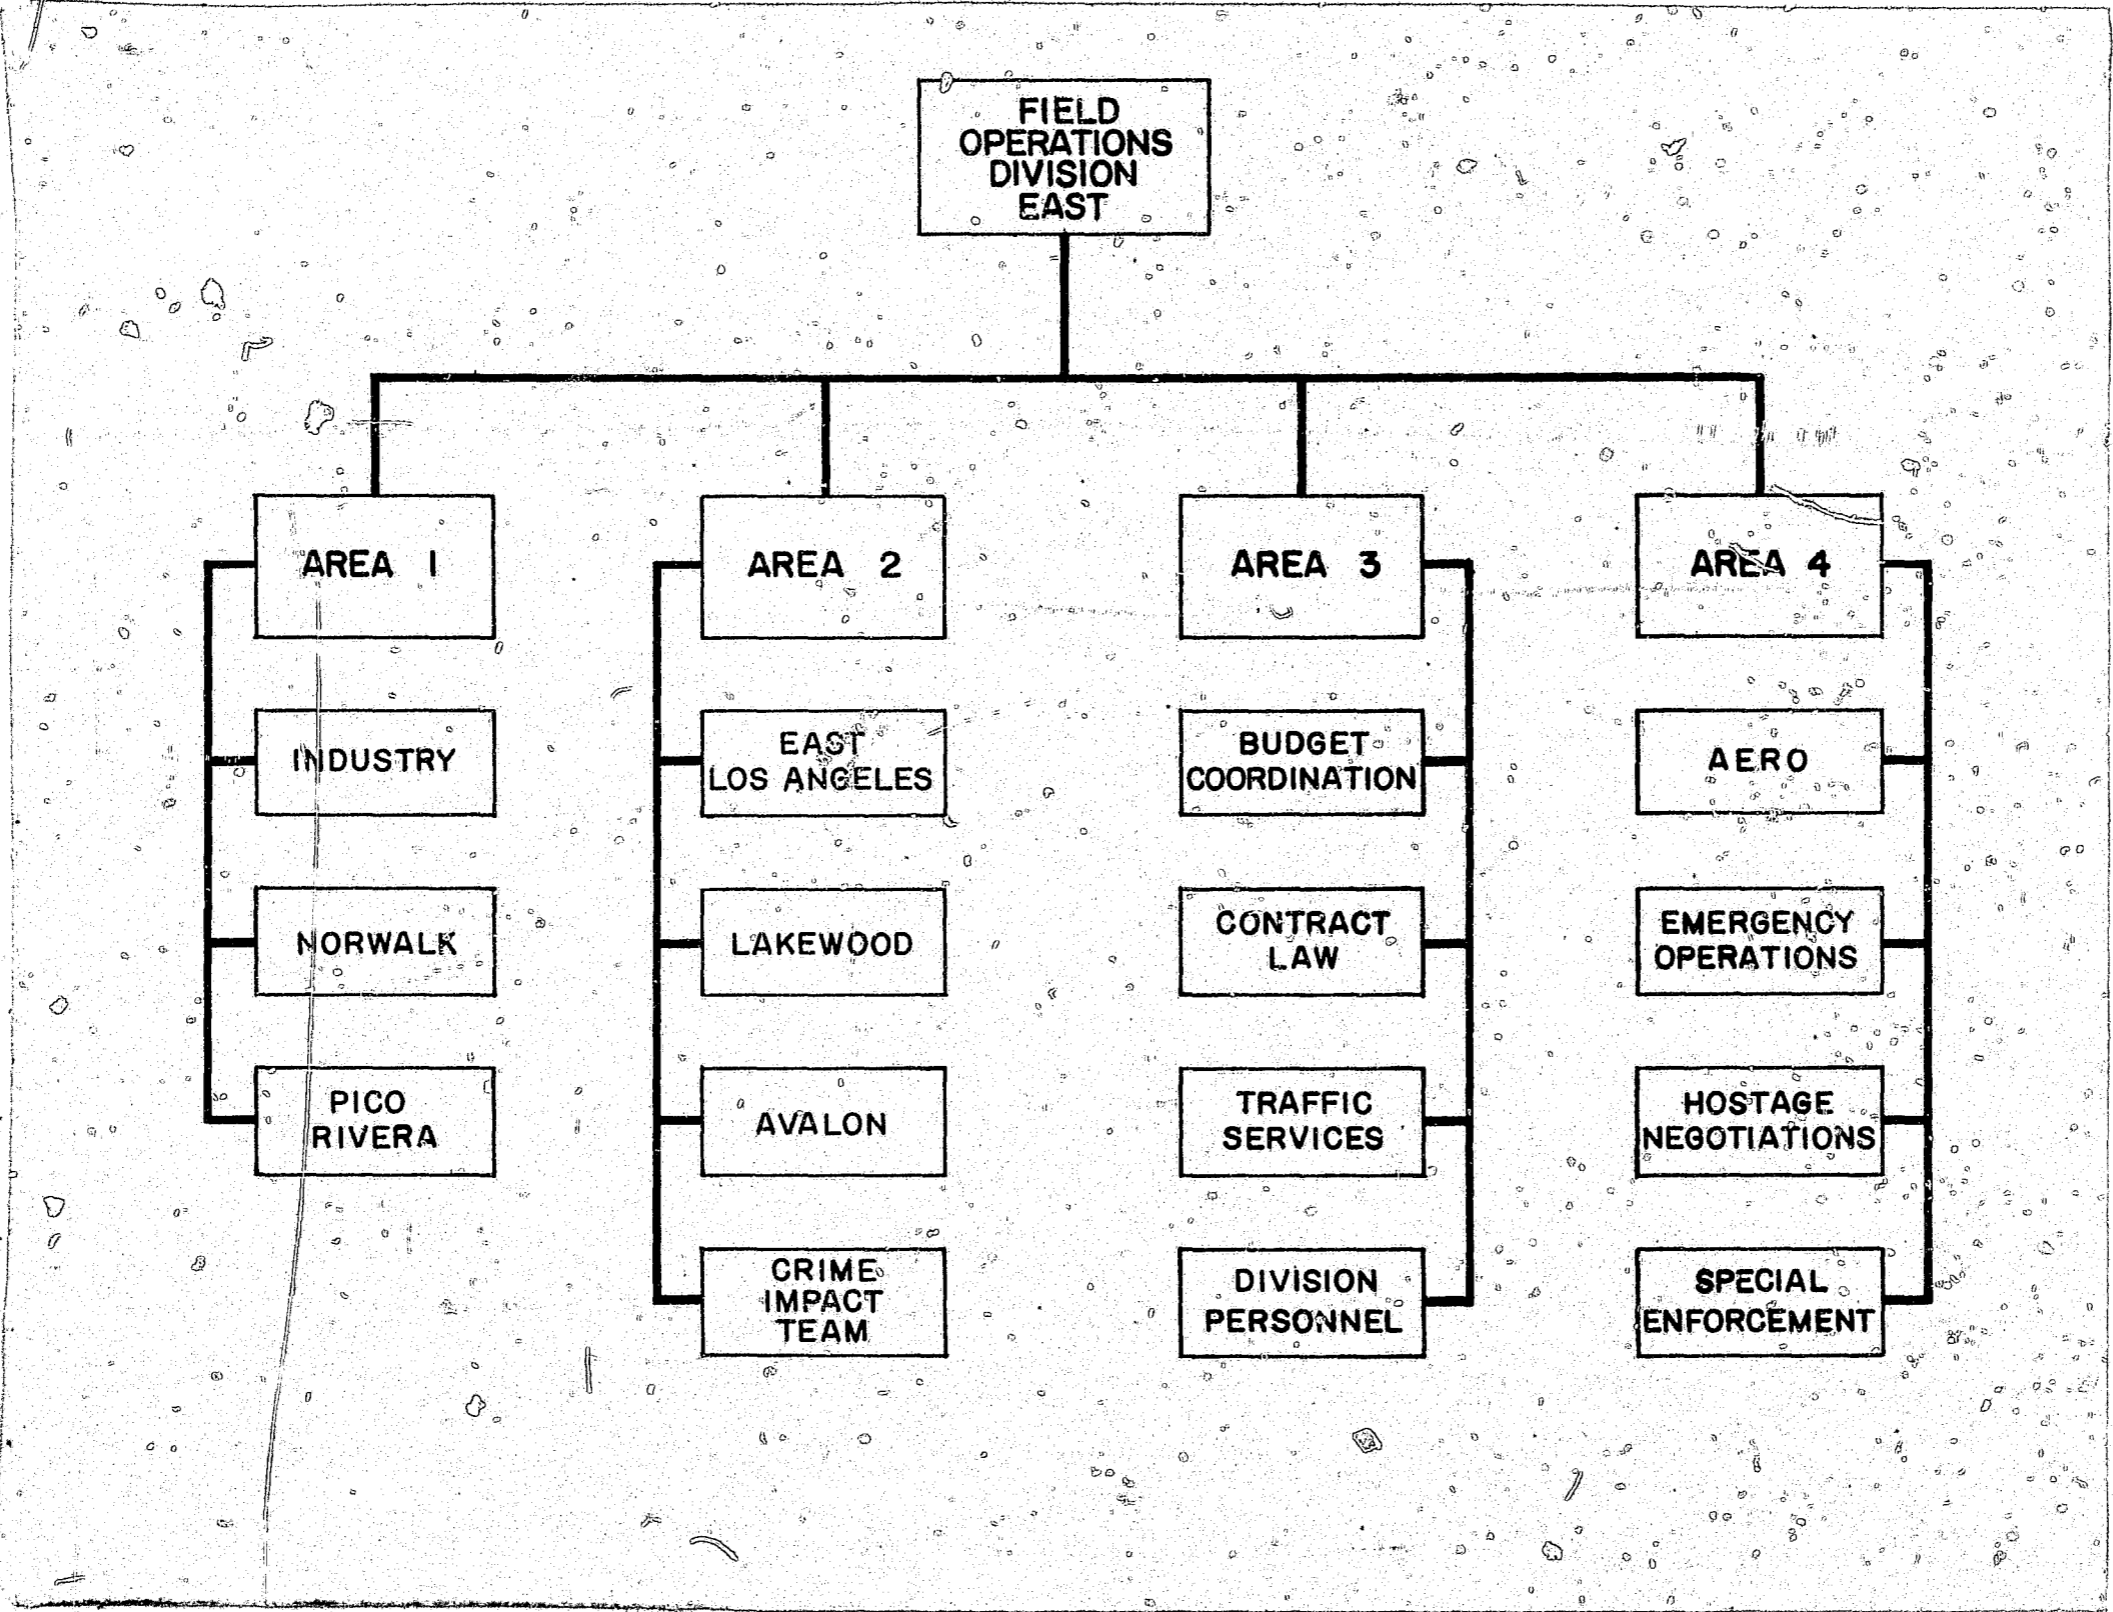 FIELD
OPERATIONS
DIVISION
EAST
AREA 1
INDUSTRY
NORWALK
PICO
RIVERA
AREA 2
EAST
LOS ANGELES
LAKEWOOD
AVALON
CRIME
IMPACT
TEAM
AREA 3
BUDGET
COORDINATION
CONTRACT
LAW
TRAFFIC
SERVICES
DIVISION
PERSONNEL
AREA 4
AERO
EMERGENCY
OPERATIONS
HOSTAGE
NEGOTIATIONS
SPECIAL
ENFORCEMENT